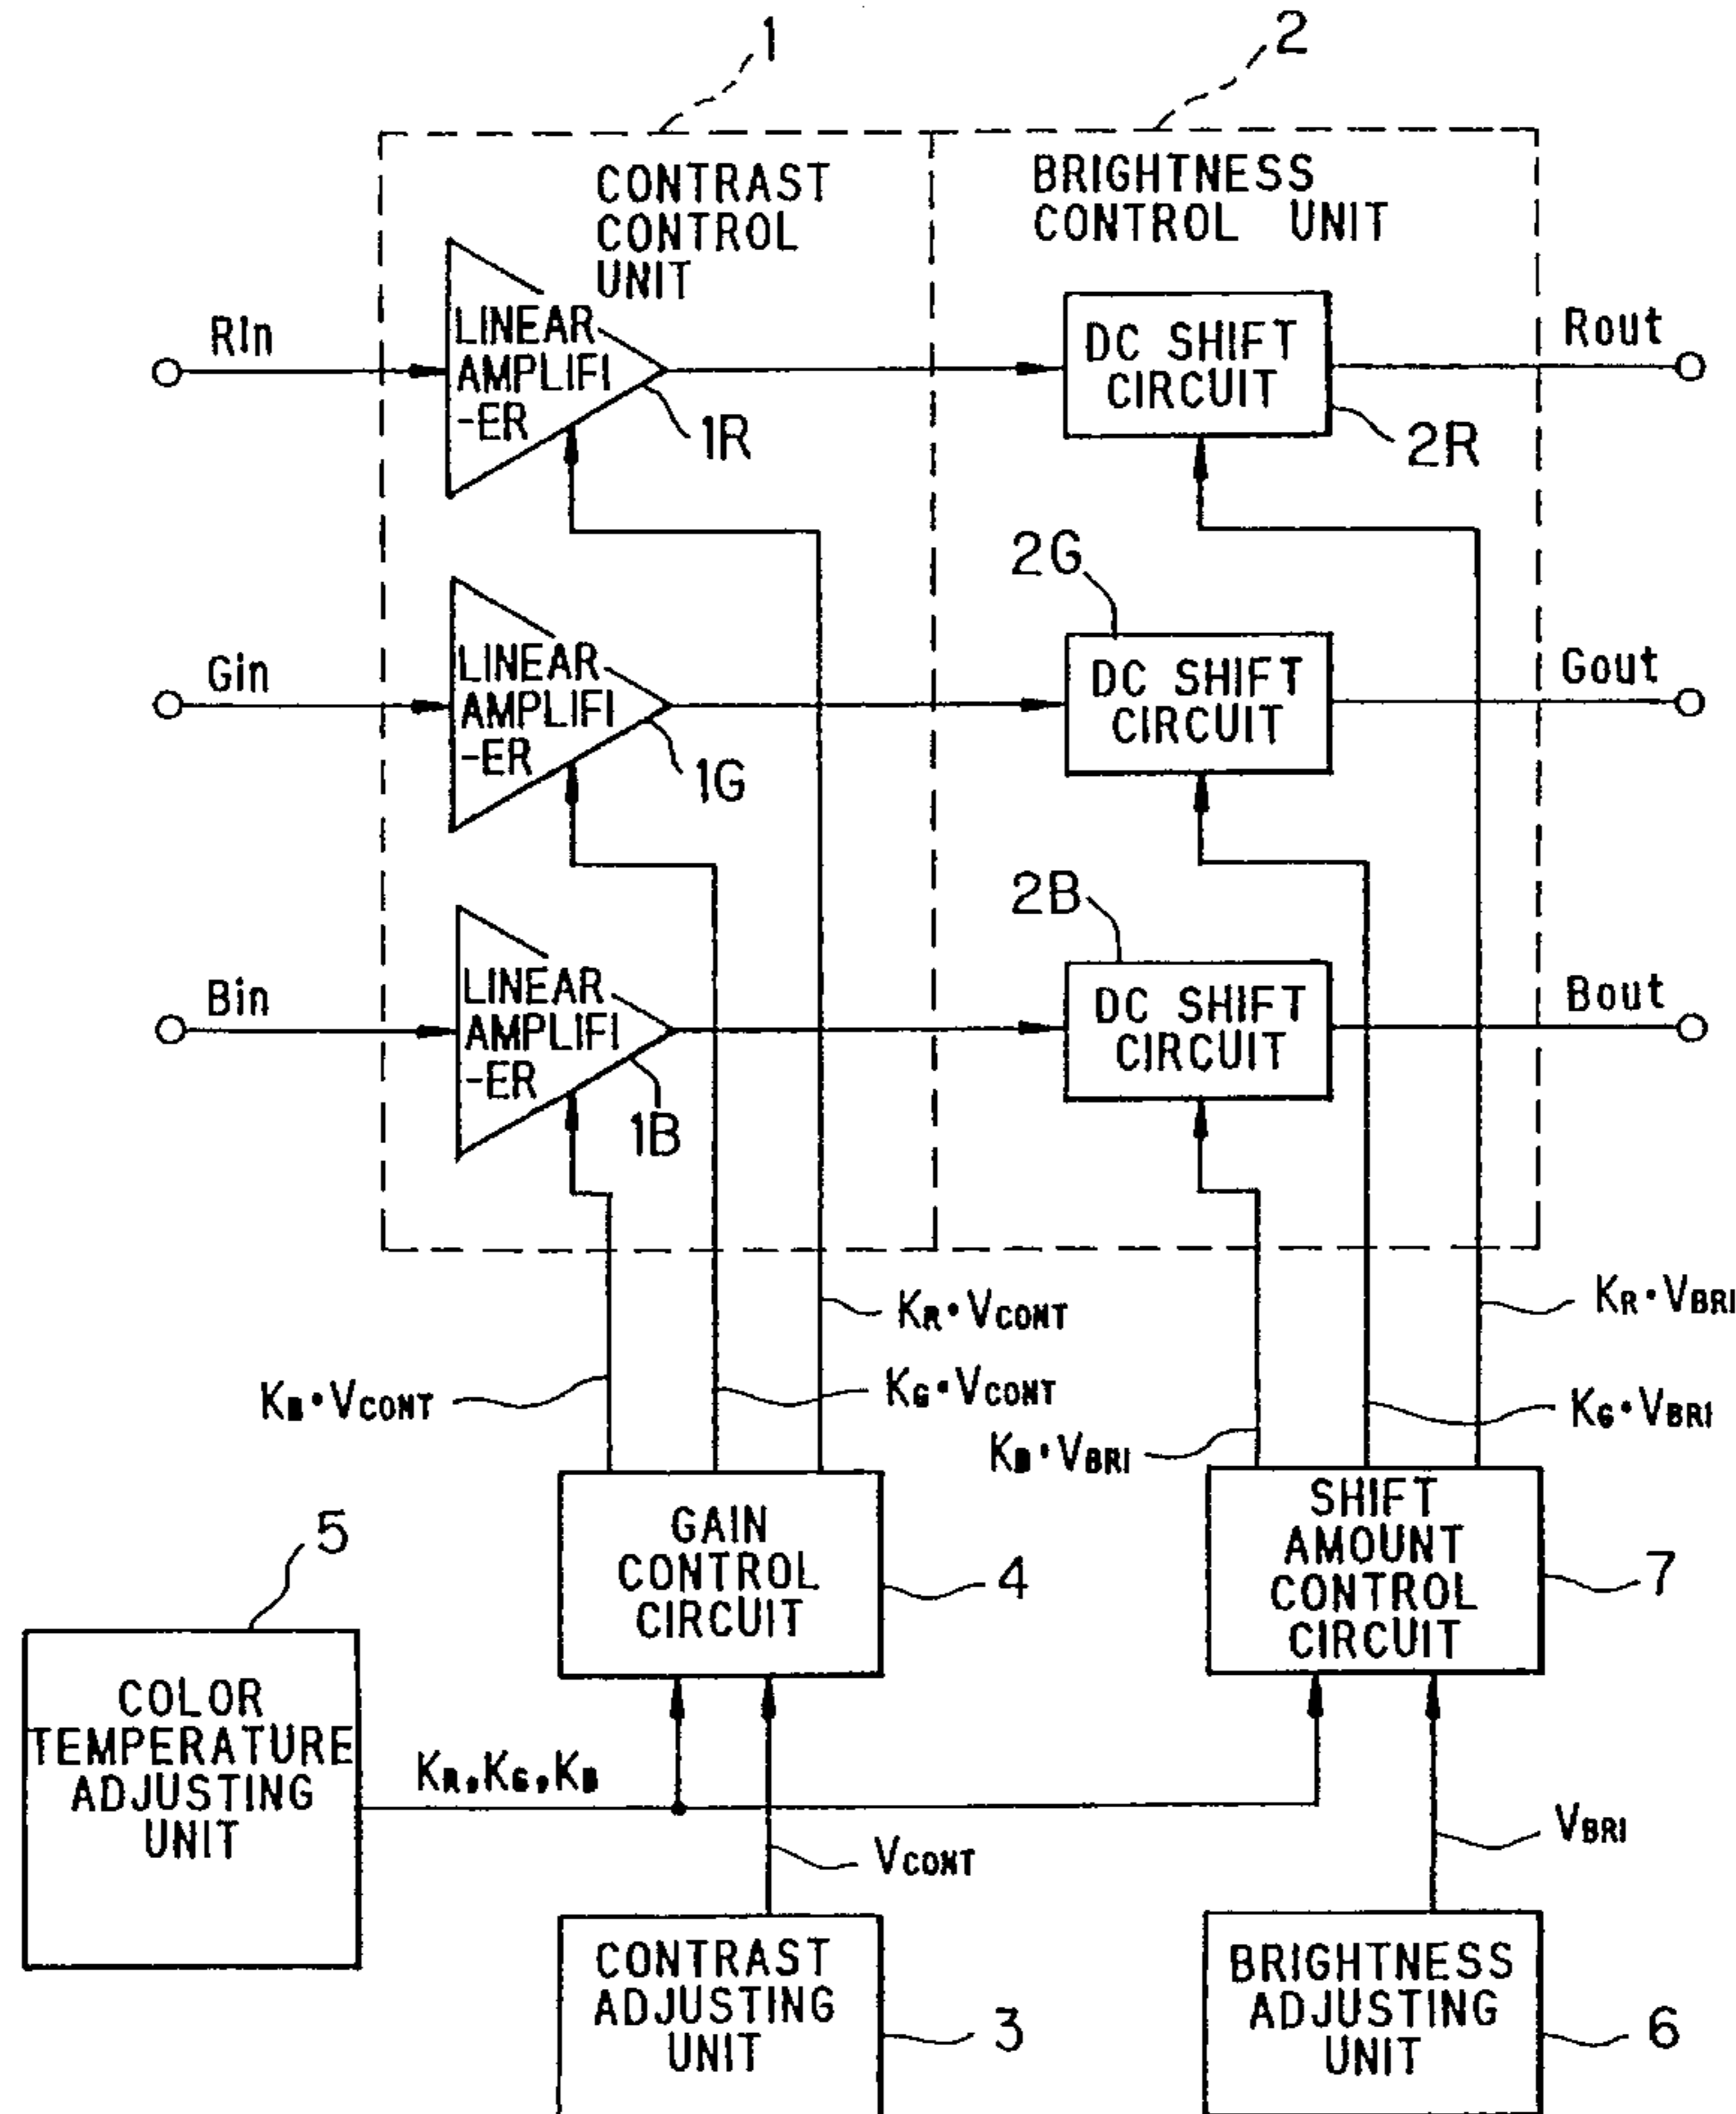 1
2
CONTRAST
CONTROL
UNIT
BRIGHTNESS
CONTROL UNIT
RIn
LINEAR
AMPLIFI
-ER
1R
DC SHIFT
CIRCUIT
2R
Rout
Gin
LINEAR
AMPLIFI
-ER
1G
2G
DC SHIFT
CIRCUIT
Gout
Bin
LINEAR
AMPLIFI
-ER
1B
2B
DC SHIFT
CIRCUIT
Bout
KR·VCONT
KR·VBRI
KB·VCONT
KG·VCONT
KG·VBRI
KB·VBRI
GAIN
CONTROL
CIRCUIT
4
SHIFT
AMOUNT
CONTROL
CIRCUIT
7
5
COLOR
TEMPERATURE
ADJUSTING
UNIT
KR,KG,KB
VCONT
VBRI
CONTRAST
ADJUSTING
UNIT
3
BRIGHTNESS
ADJUSTING
UNIT
6